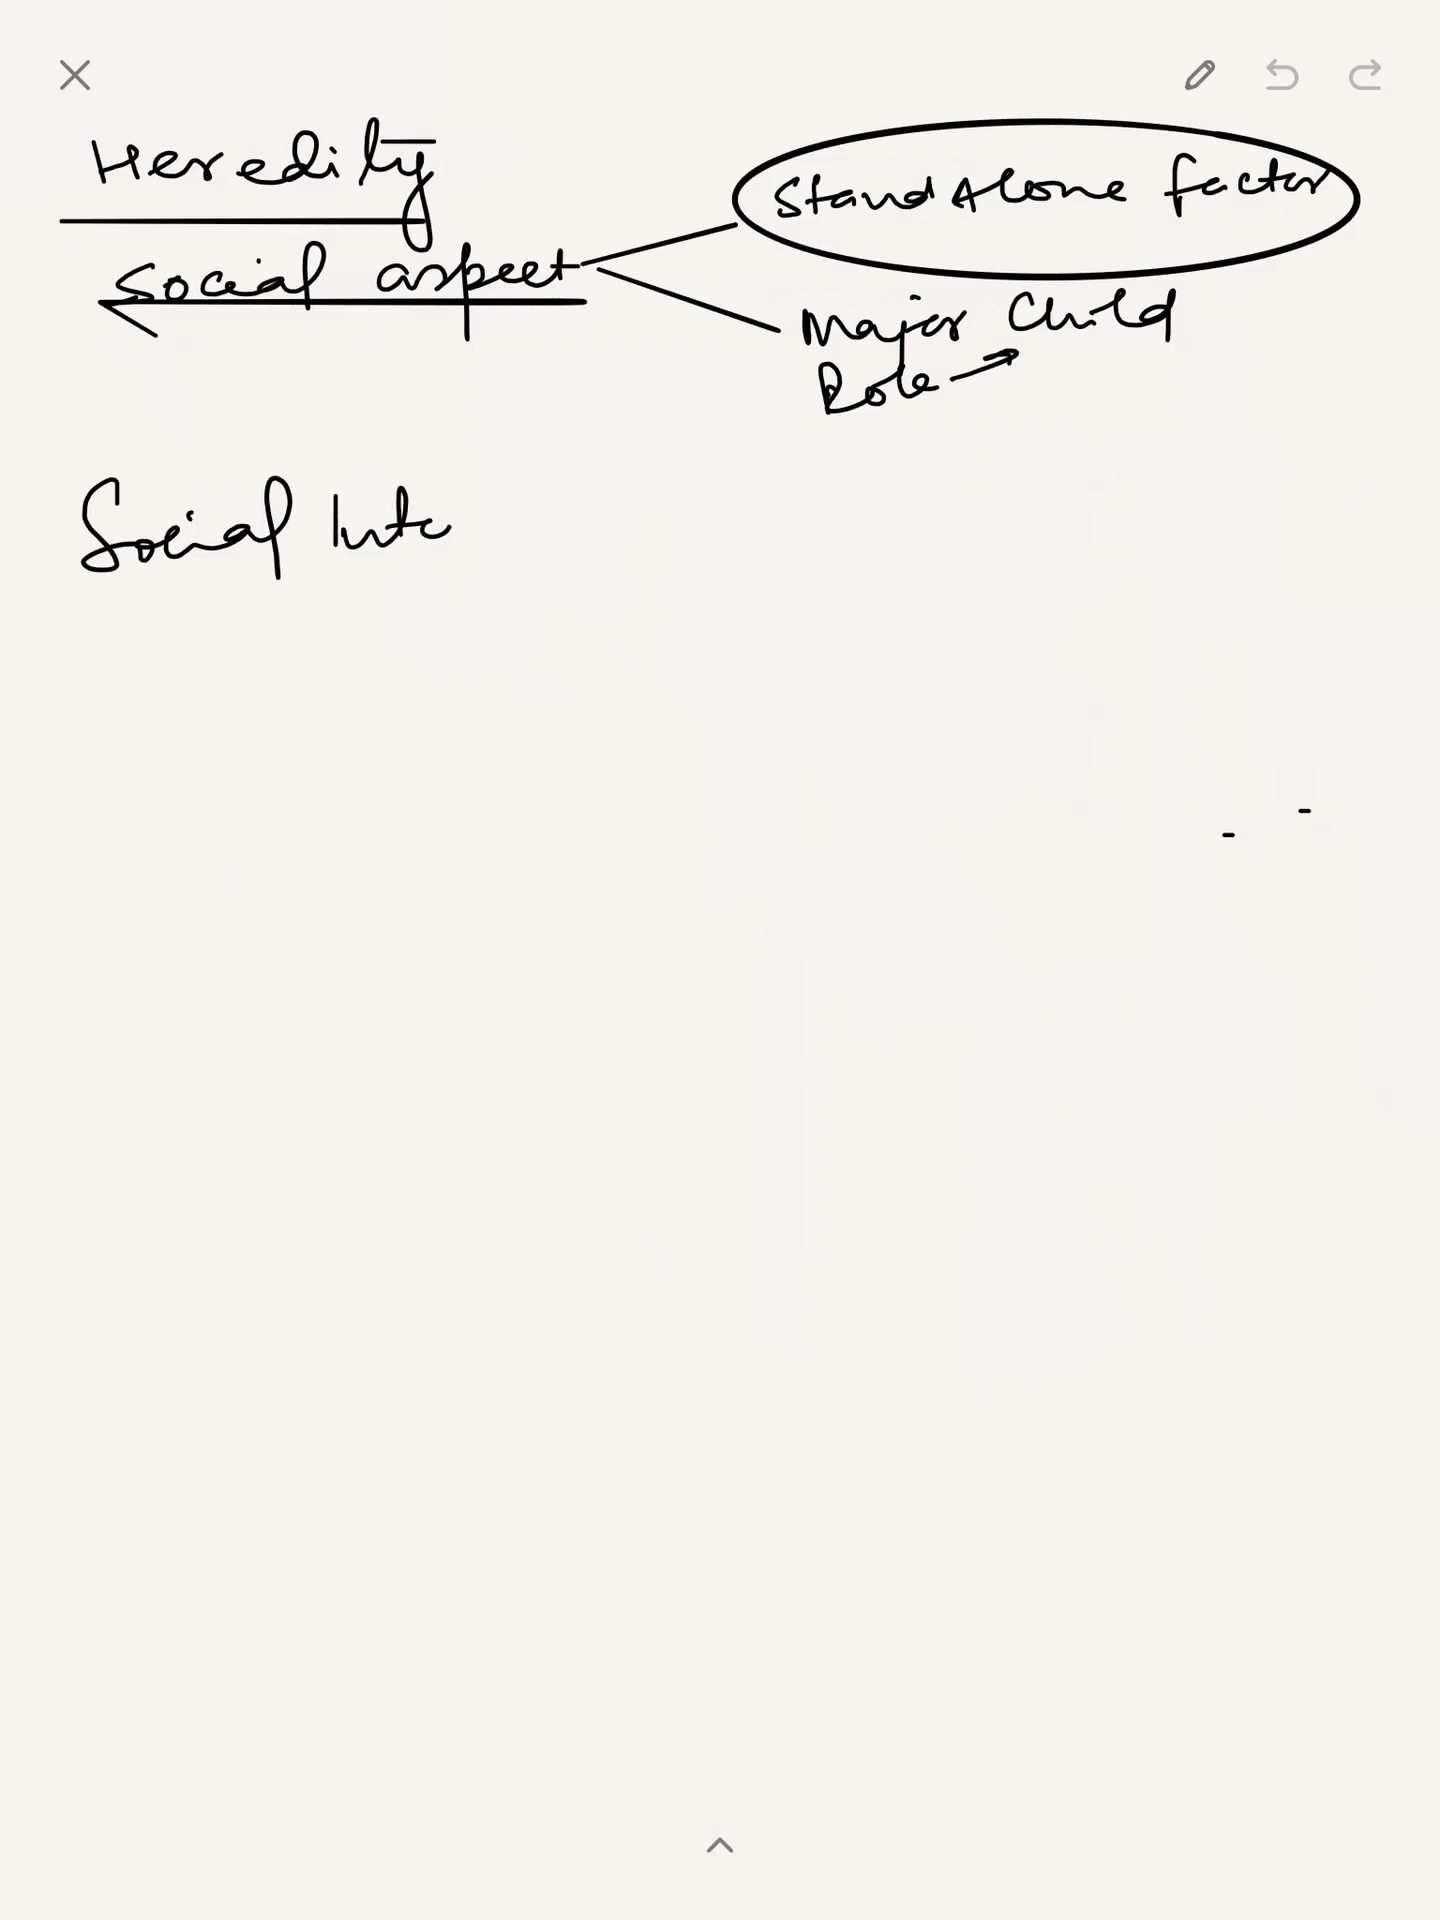 Heredity
Stand Alone factor
social aspect
Major Child
Role
Social Inte